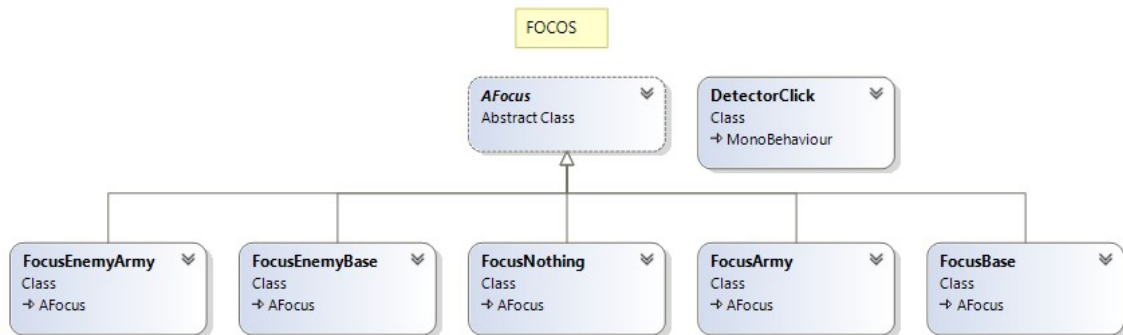 FOCOS
AFocus
Abstract Class
DetectorClick
Class
MonoBehaviour
FocusEnemyArmy
Class
AFocus
FocusEnemyBase
Class
AFocus
FocusNothing
Class
AFocus
FocusArmy
Class
AFocus
FocusBase
Class
AFocus